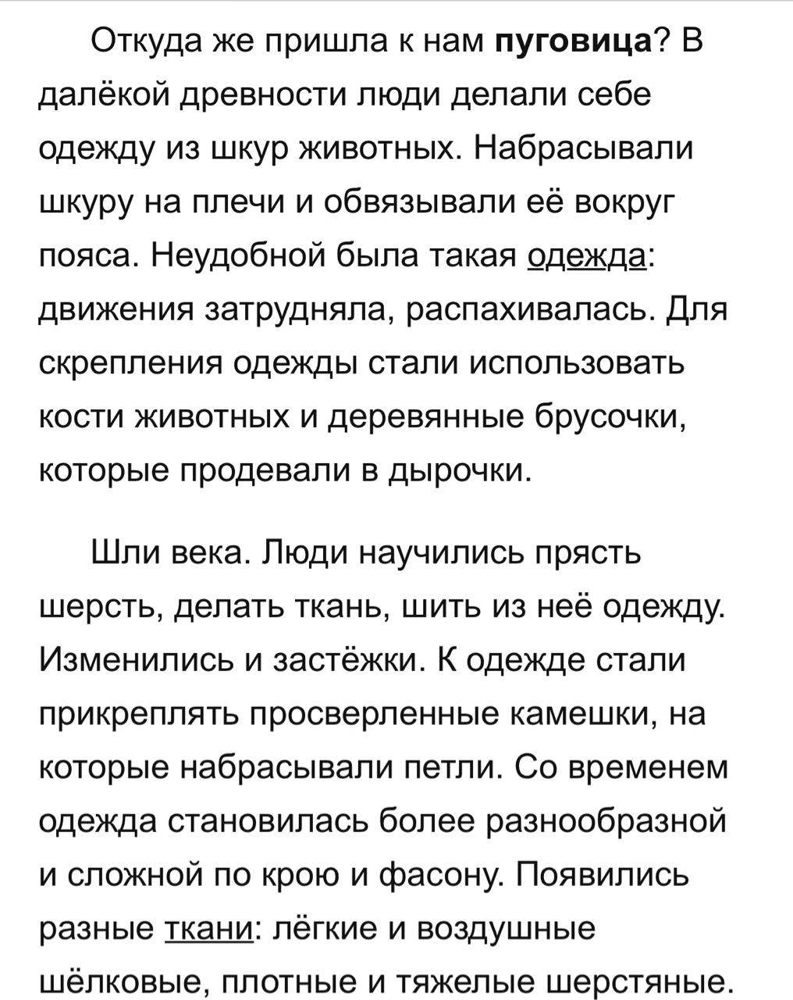 Откуда же пришла к нам пуговица? В
далёкой древности люди делали себе
одежду из шкур животных. Набрасывали
шкуру на плечи и обвязывали её вокруг
пояса. Неудобной была такая одежда:
движения затрудняла, распахивалась. Для
скрепления одежды стали использовать
кости животных и деревянные брусочки,
которые продевали в дырочки.
Шли века. Люди научились прясть
шерсть, делать ткань, шить из неё одежду.
Изменились и застёжки. К одежде стали
прикреплять просверленные камешки, на
которые набрасывали петли. Со временем
одежда становилась более разнообразной
и сложной по крою и фасону. Появились
разные ткани: лёгкие и воздушные
шёлковые, плотные и тяжелые шерстяные.